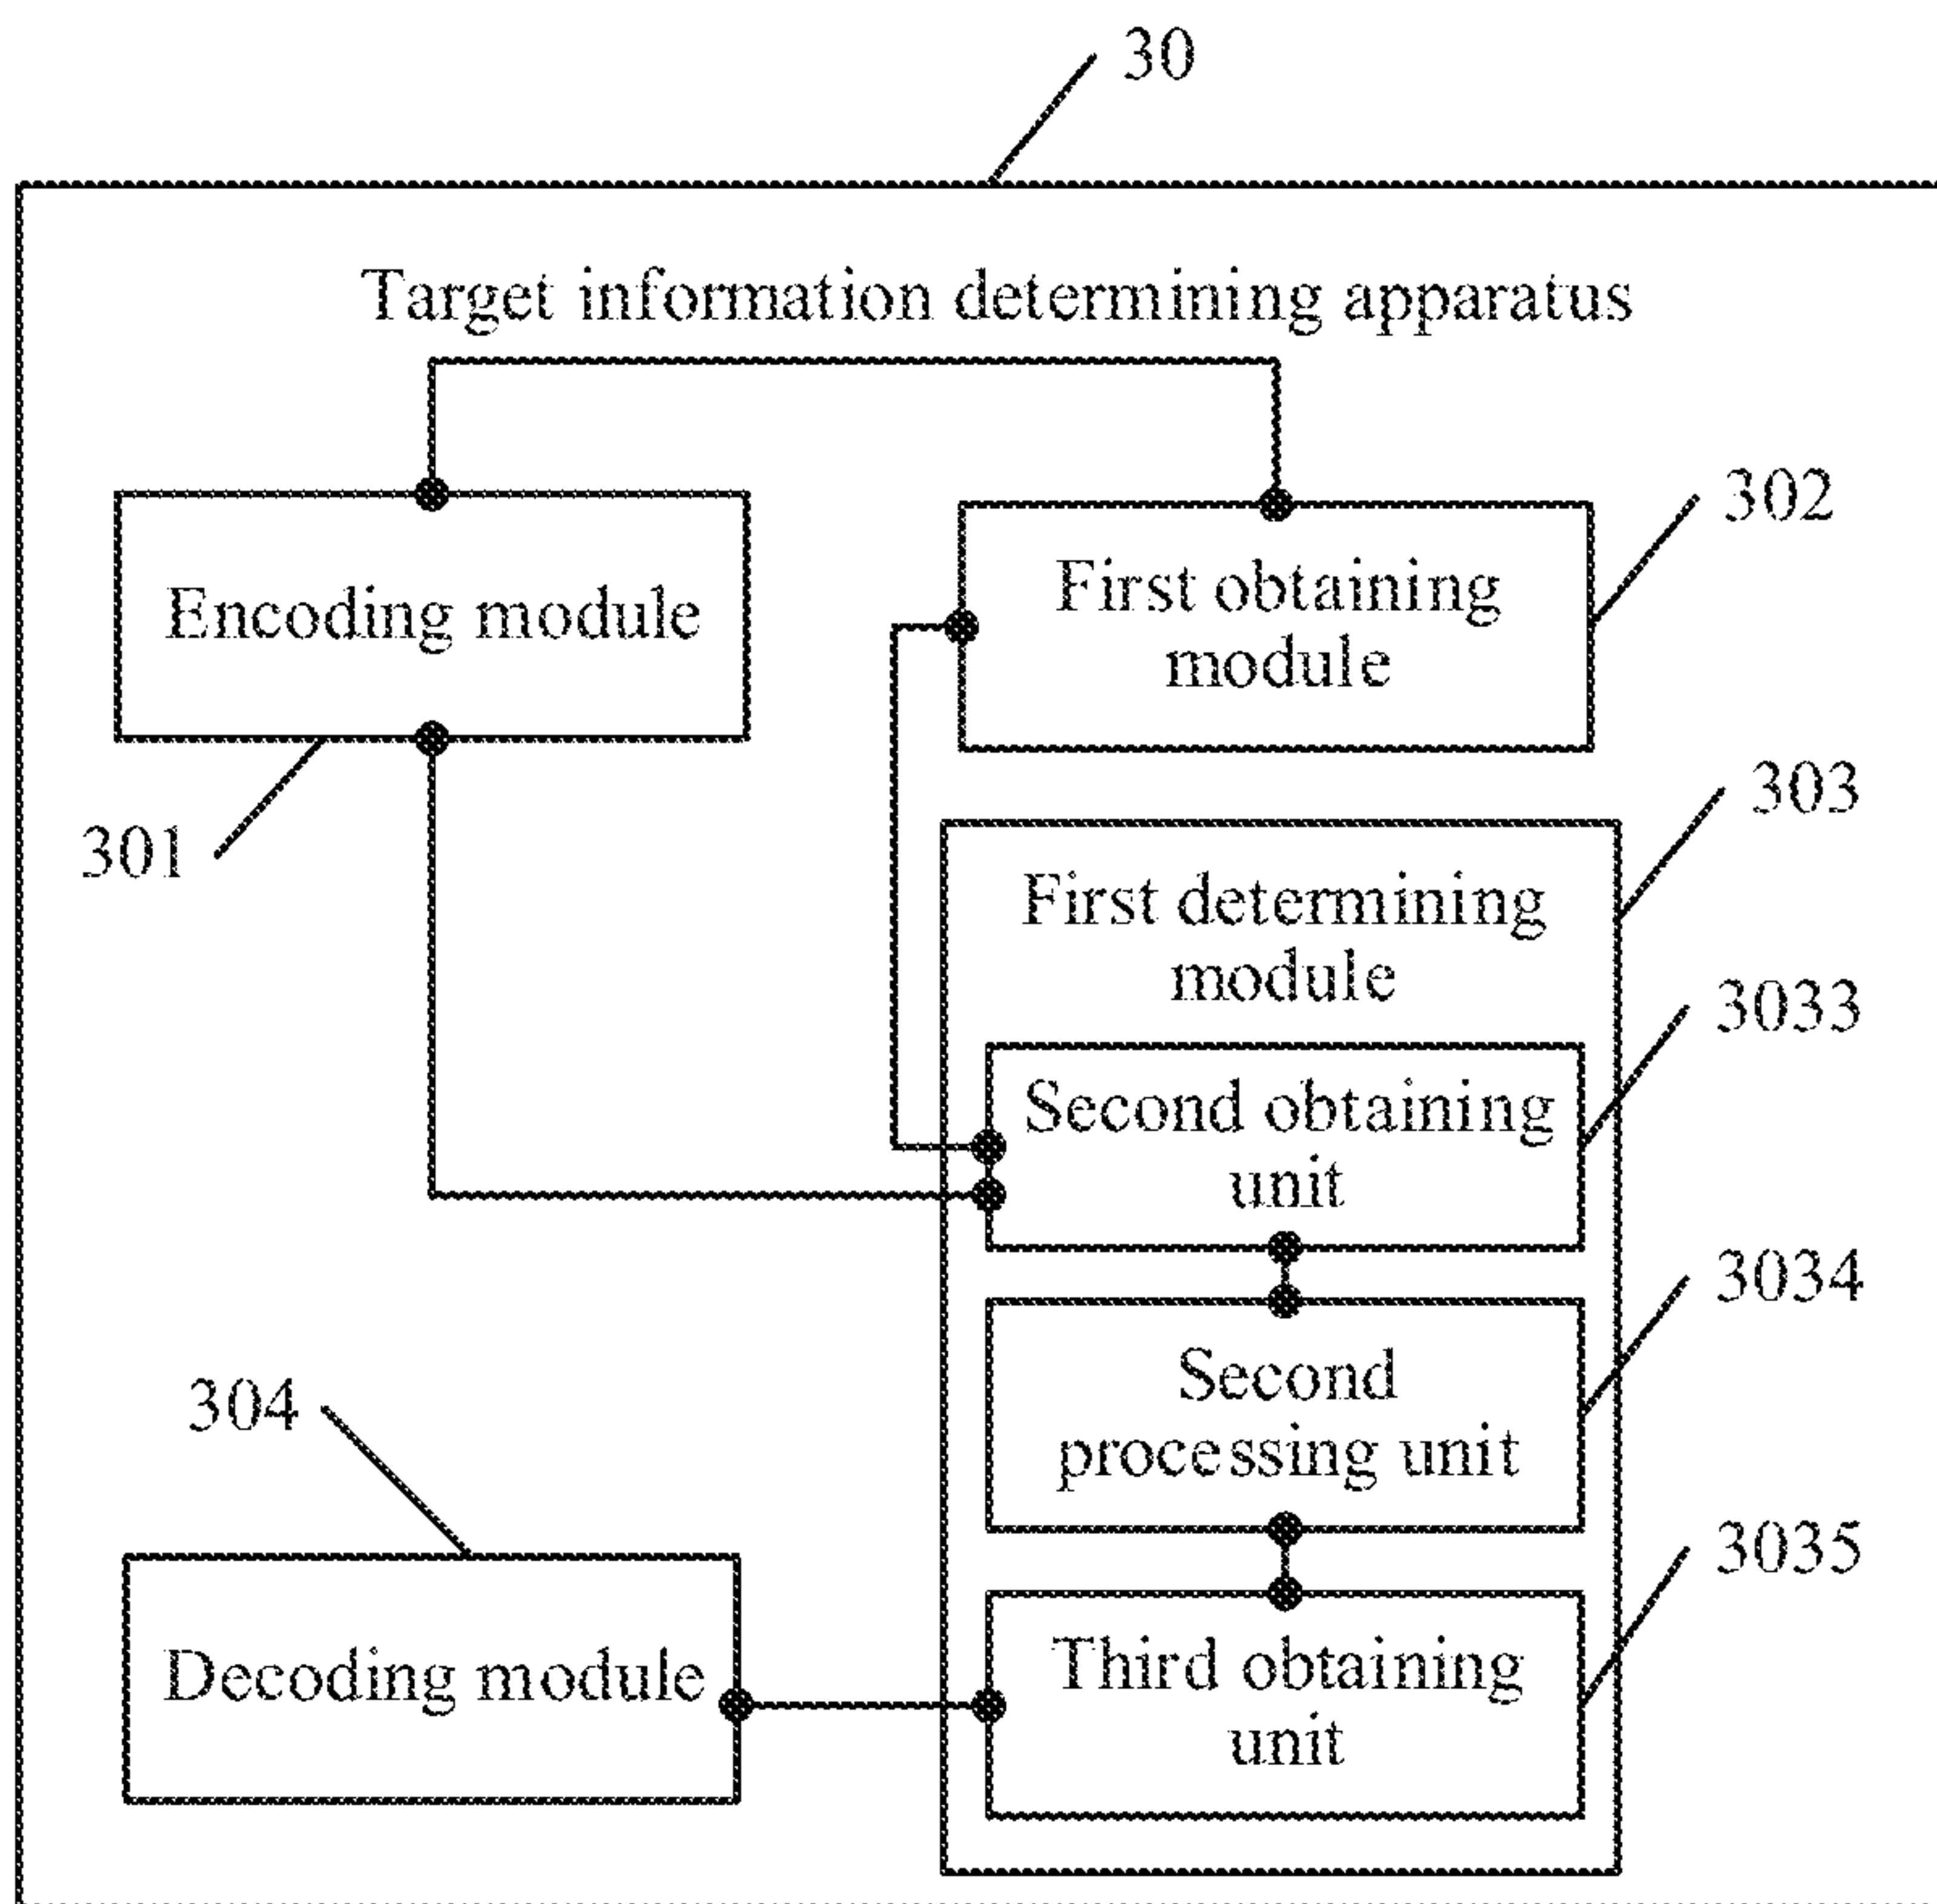 30
Target information determining apparatus
302
Encoding module
First obtaining
module
303
301
First determining
module
3033
Second obtaining
unit
3034
Second
processing unit
304
3035
Decoding module
Third obtaining
unit